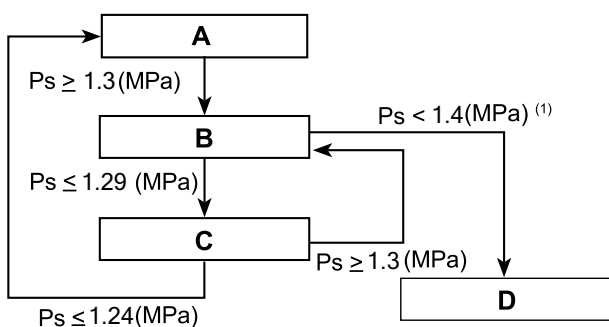 A
Ps ≥ 1.3(MPa)
Ps < 1.4(MPa) (1)
B
Ps ≤ 1.29 (MPa)
C
Ps ≥ 1.3(MPa)
D
Ps ≤ 1.24(MPa)